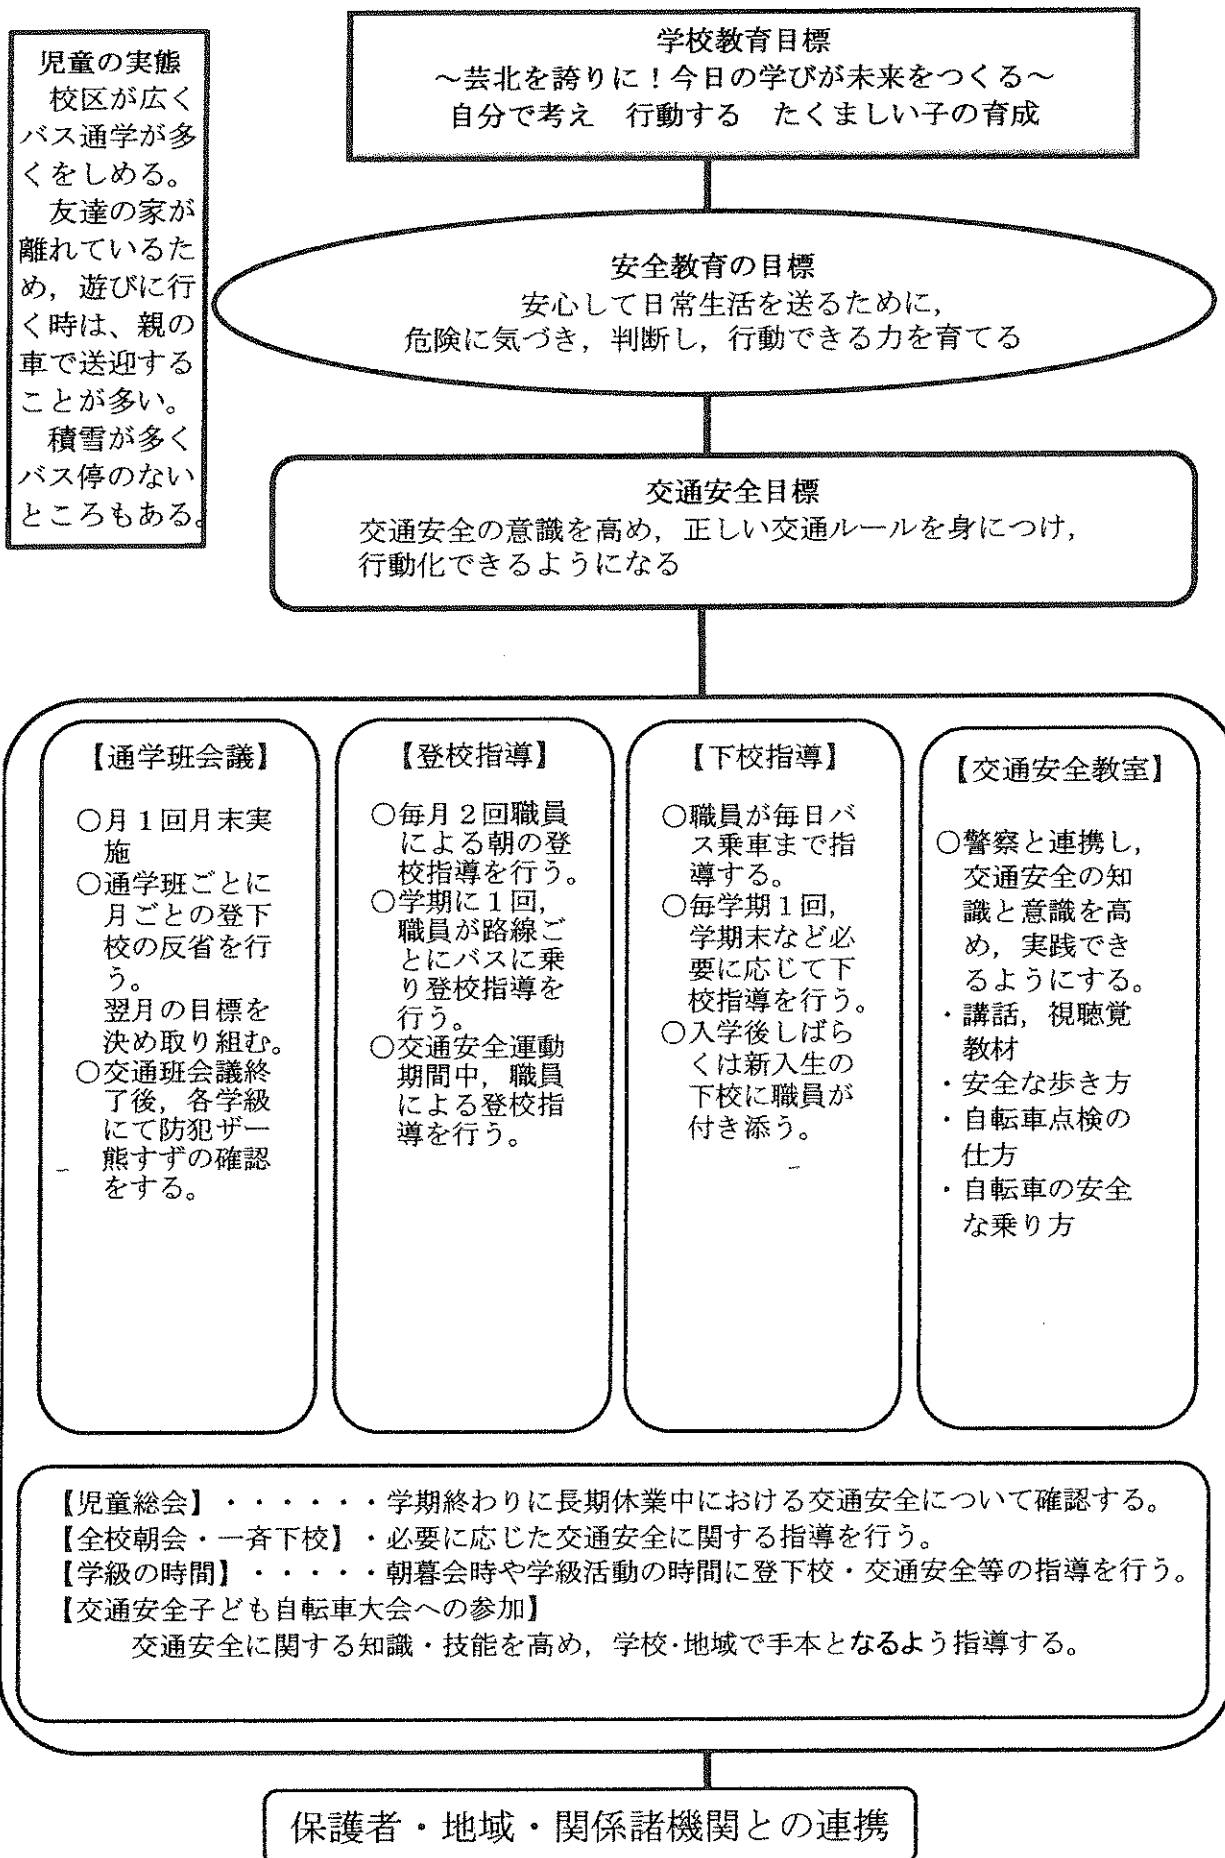 児童の実態
校区が広く
バス通学が多
くをしめる。
友達の家が
離れているた
め，遊びに行
く時は、親の
車で送迎する
ことが多い。
積雪が多く
バス停のない
ところもある。
学校教育目標
～芸北を誇りに！今日の学びが未来をつくる～
自分で考え　行動する　たくましい子の育成
安全教育の目標
安心して日常生活を送るために，
危険に気づき，判断し，行動できる力を育てる
交通安全目標
交通安全の意識を高め，正しい交通ルールを身につけ，
行動化できるようになる
【通学班会議】
○月１回月末実
施
○通学班ごとに
月ごとの登下
校の反省を行
う。
翌月の目標を
決め取り組む。
○交通班会議終
了後，各学級
にて防犯ザー
熊すずの確認
をする。
【登校指導】
○毎月２回職員
による朝の登
校指導を行う。
○学期に１回，
職員が路線ご
とにバスに乗
り登校指導を
行う。
○交通安全運動
期間中，職員
による登校指
導を行う。
【下校指導】
○職員が毎日バ
ス乗車まで指
導する。
○毎学期１回，
学期末など必
要に応じて下
校指導を行う。
○入学後しばら
くは新入生の
下校に職員が
付き添う。
【交通安全教室】
○警察と連携し，
交通安全の知
識と意識を高
め，実践でき
るようにする。
・講話，視聴覚
教材
・安全な歩き方
・自転車点検の
仕方
・自転車の安全
な乗り方
【児童総会】・・・・・・学期終わりに長期休業中における交通安全について確認する。
【全校朝会・一斉下校】・必要に応じた交通安全に関する指導を行う。
【学級の時間】・・・・・朝暮会時や学級活動の時間に登下校・交通安全等の指導を行う。
【交通安全子ども自転車大会への参加】
交通安全に関する知識・技能を高め，学校・地域で手本となるよう指導する。
保護者・地域・関係諸機関との連携